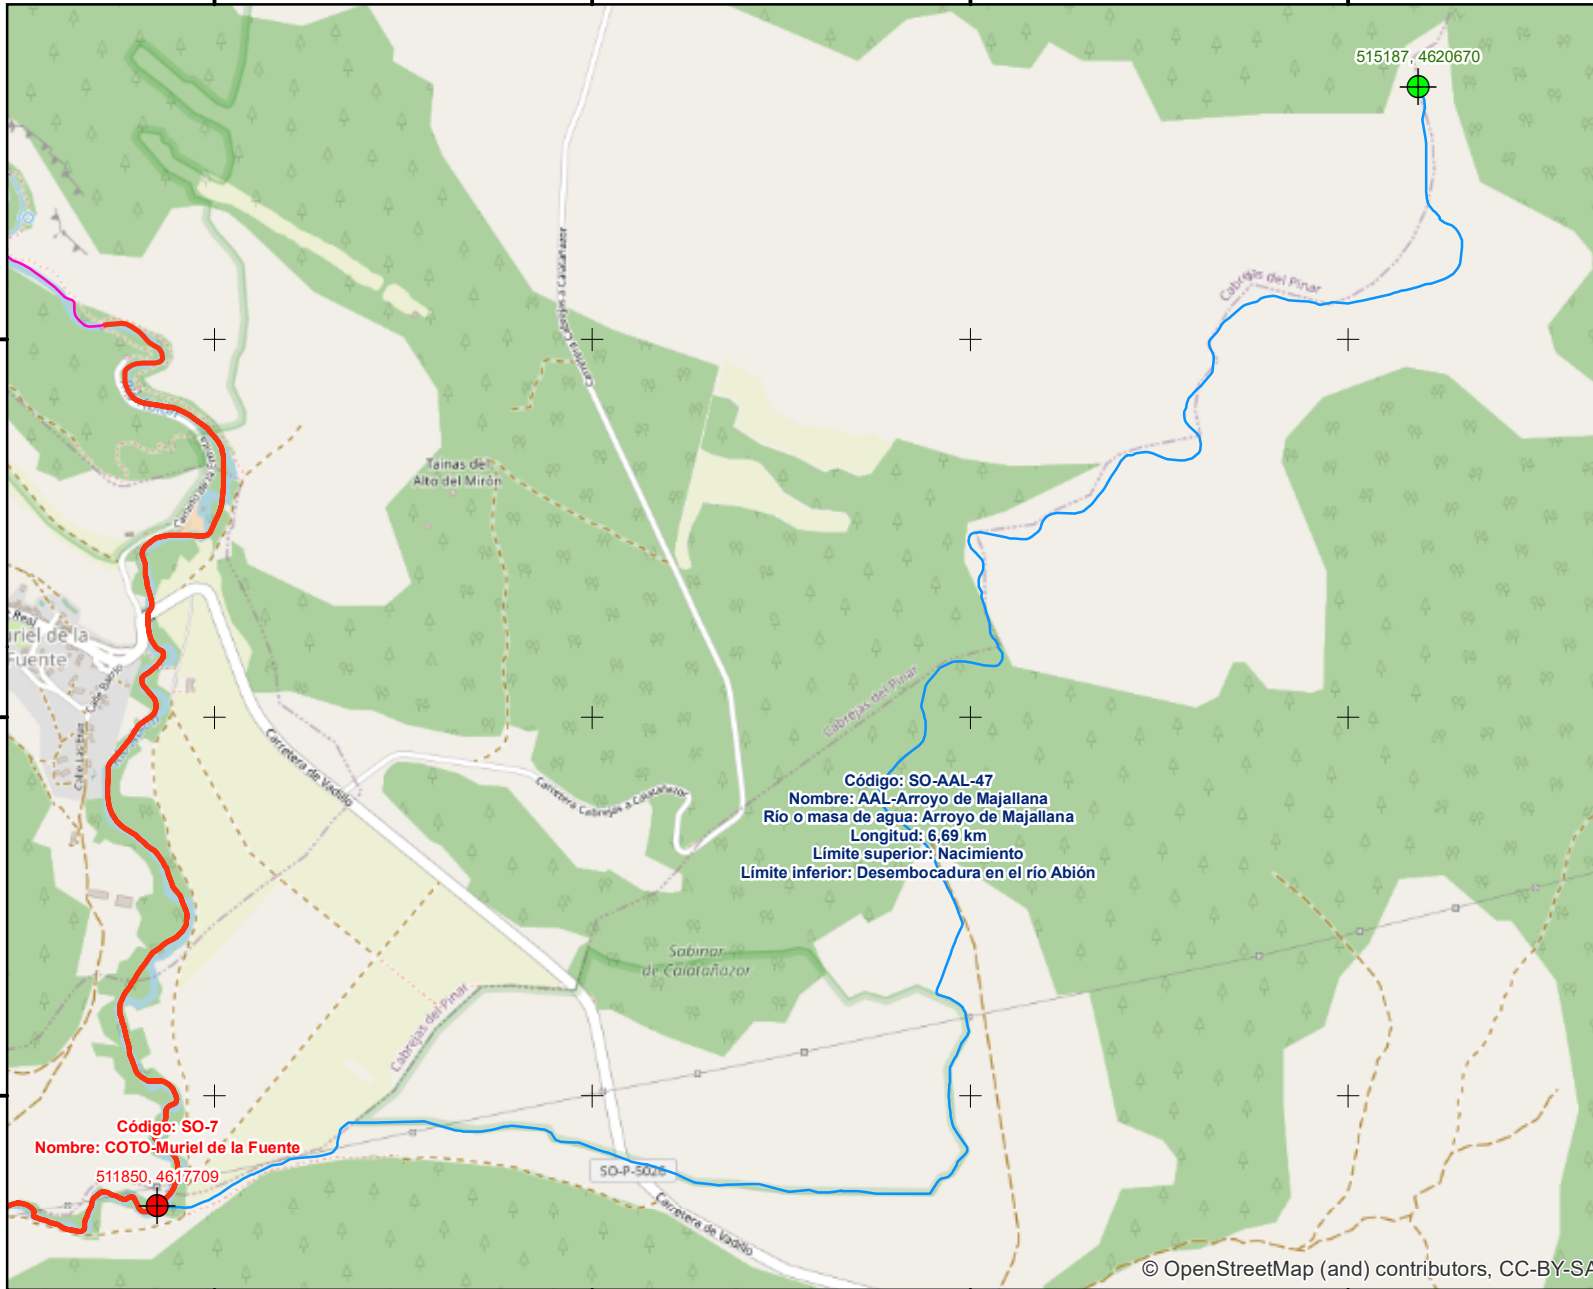 515187, 4620670
Carretera Cabrejas a Calatañazor
Cabrejas del Pinar
Tainas del
Alto del Mirón
Real
uriel de la
Fuente
Calle Barrio
Calle Las Eras
Cabrejas del Pinar
Carretera de Vadillo
Carretera Cabrejas a Calatañazor
Código: SO-AAL-47
Nombre: AAL-Arroyo de Majallana
Río o masa de agua: Arroyo de Majallana
Longitud: 6,69 km
Límite superior: Nacimiento
Límite inferior: Desembocadura en el río Abión
Sabinar
de Calatañazor
Cabrejas del Pinar
Código: SO-7
Nombre: COTO-Muriel de la Fuente
511850, 4617709
SO-P-5026
Carretera de Vadillo
© OpenStreetMap (and) contributors, CC-BY-SA